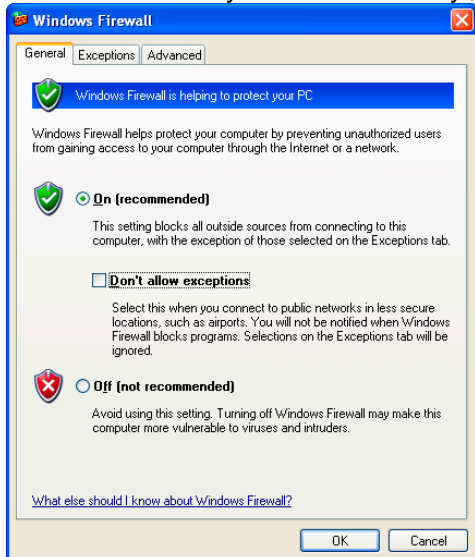 Windows Firewall
General Exceptions Advanced
Windows Firewall is helping to protect your PC
Windows Firewall helps protect your computer by preventing unauthorized users
from gaining access to your computer through the Internet or a network.
On (recommended)
This setting blocks all outside sources from connecting to this
computer, with the exception of those selected on the Exceptions tab.
Don't allow exceptions
Select this when you connect to public networks in less secure
locations, such as airports. You will not be notified when Windows
Firewall blocks programs. Selections on the Exceptions tab will be
ignored.
Off (not recommended)
Avoid using this setting. Turning off Windows Firewall may make this
computer more vulnerable to viruses and intruders.
What else should I know about Windows Firewall?
OK Cancel